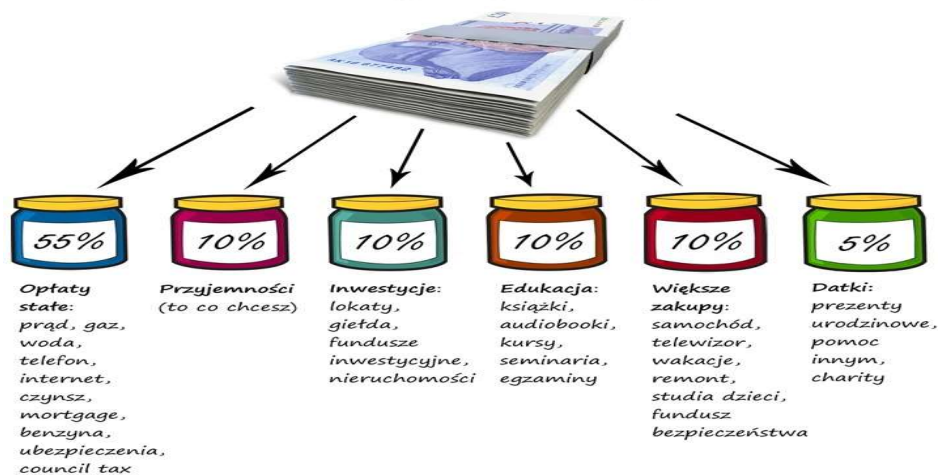 AK16 677482
55%
10%
10%
10%
10%
5%
Opłaty
stałe:
prąd, gaz,
woda,
telefon,
internet,
czynsz,
mortgage,
benzyna,
ubezpieczenia,
council tax
Przyjemności
(to co chcesz)
Inwestycje:
lokaty,
giełda,
fundusze
inwestycyjne,
nieruchomości
Edukacja:
książki,
audiobooki,
kursy,
seminaria,
egzaminy
Większe
zakupy:
samochód,
telewizor,
wakacje,
remont,
studia dzieci,
fundusz
bezpieczeństwa
Datki:
prezenty
urodzinowe,
pomoc
innym,
charity